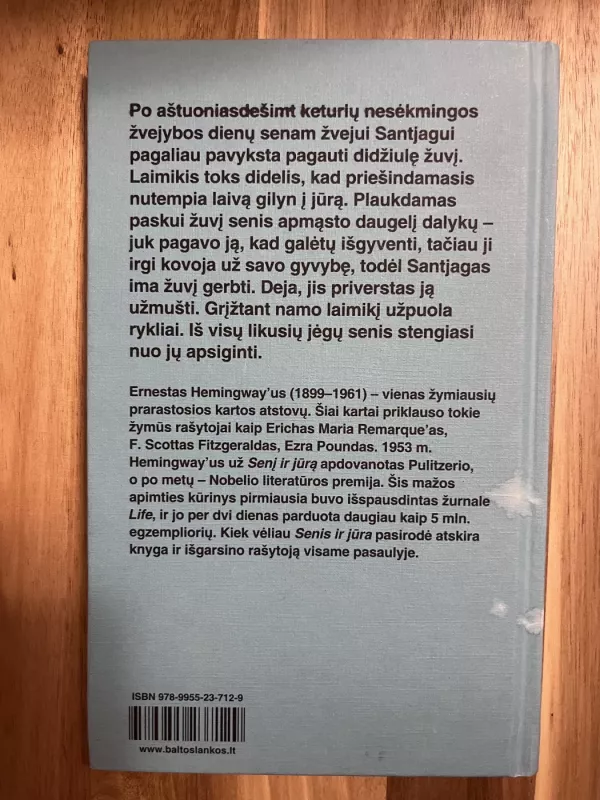 Po aštuoniasdešimt keturių nesėkmingos
žvejybos dienų senam žvejui Santjagui
pagaliau pavyksta pagauti didžiulę žuvį.
Laimikis toks didelis, kad priešindamasis
nutempia laivą gilyn į jūrą. Plaukdamas
paskui žuvį senis apmąsto daugelį dalykų –
juk pagavo ją, kad galėtų išgyventi, tačiau ji
irgi kovoja už savo gyvybę, todėl Santjagas
ima žuvį gerbti. Deja, jis priverstas ją
užmušti. Grįžtant namo laimikį užpuola
rykliai. Iš visų likusių jėgų senis stengiasi
nuo jų apsiginti.
Ernestas Hemingway'us (1899–1961) – vienas žymiausių
prarastosios kartos atstovų. Šiai kartai priklauso tokie
žymūs rašytojai kaip Erichas Maria Remarque'as,
F. Scottas Fitzgeraldas, Ezra Poundas. 1953 m.
Hemingway'us už Senį ir jūrą apdovanotas Pulitzerio,
o po metų – Nobelio literatūros premija. Šis mažos
apimties kūrinys pirmiausia buvo išspausdintas žurnale
Life, ir jo per dvi dienas parduota daugiau kaip 5 mln.
egzempliorių. Kiek vėliau Senis ir jūra pasirodė atskira
knyga ir išgarsino rašytoją visame pasaulyje.
ISBN 978-9955-23-712-9
www.baltoslankos.lt